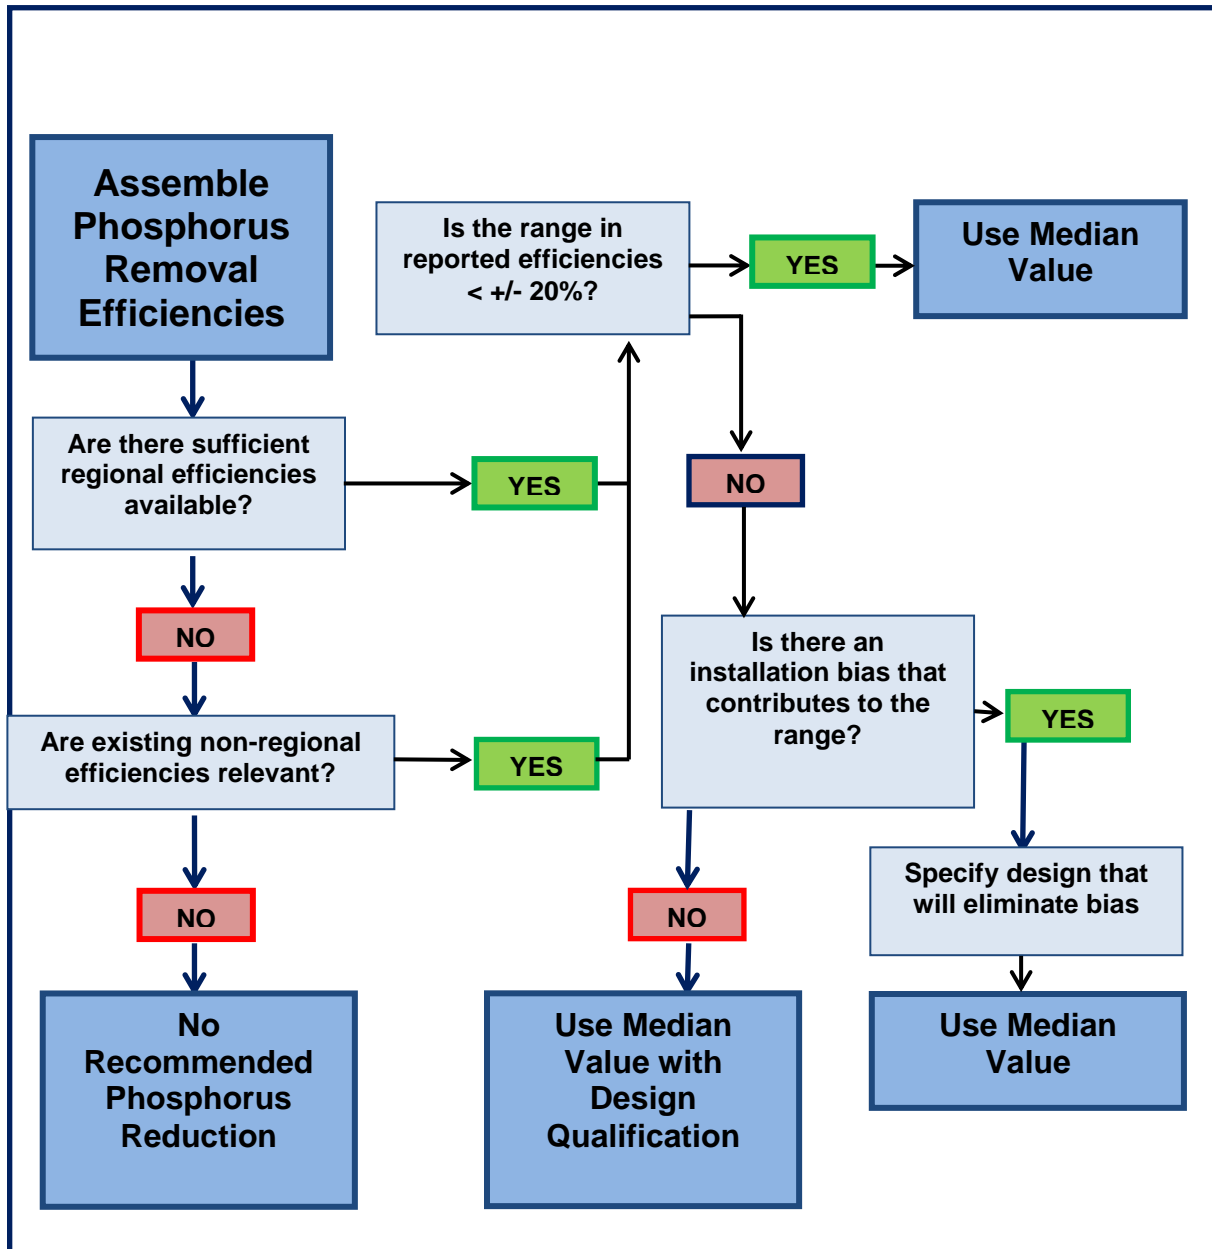 Assemble
Phosphorus
Removal
Efficiencies
Is the range in
reported efficiencies
< +/- 20%?
YES
Use Median
Value
Are there sufficient
regional efficiencies
available?
YES
NO
NO
Is there an
installation bias that
contributes to the
range?
YES
Are existing non-regional
efficiencies relevant?
YES
NO
NO
Specify design that
will eliminate bias
No
Recommended
Phosphorus
Reduction
Use Median
Value with
Design
Qualification
Use Median
Value